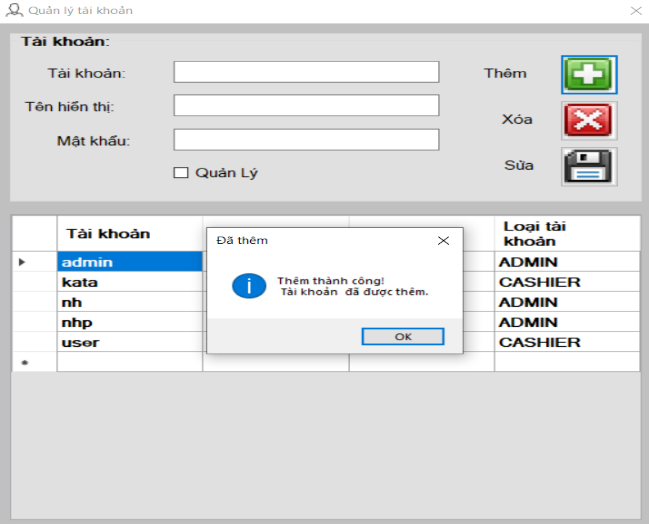 Quản lý tài khoản
Tài khoản:
Tài khoản:
Thêm
Tên hiển thị:
Xóa
Mật khẩu:
Sửa
Quản Lý
Tài khoản
Loại tài
khoản
admin
ADMIN
kata
CASHIER
nh
ADMIN
nhp
ADMIN
user
CASHIER
Đã thêm
Thêm thành công!
Tài khoản đã được thêm.
OK